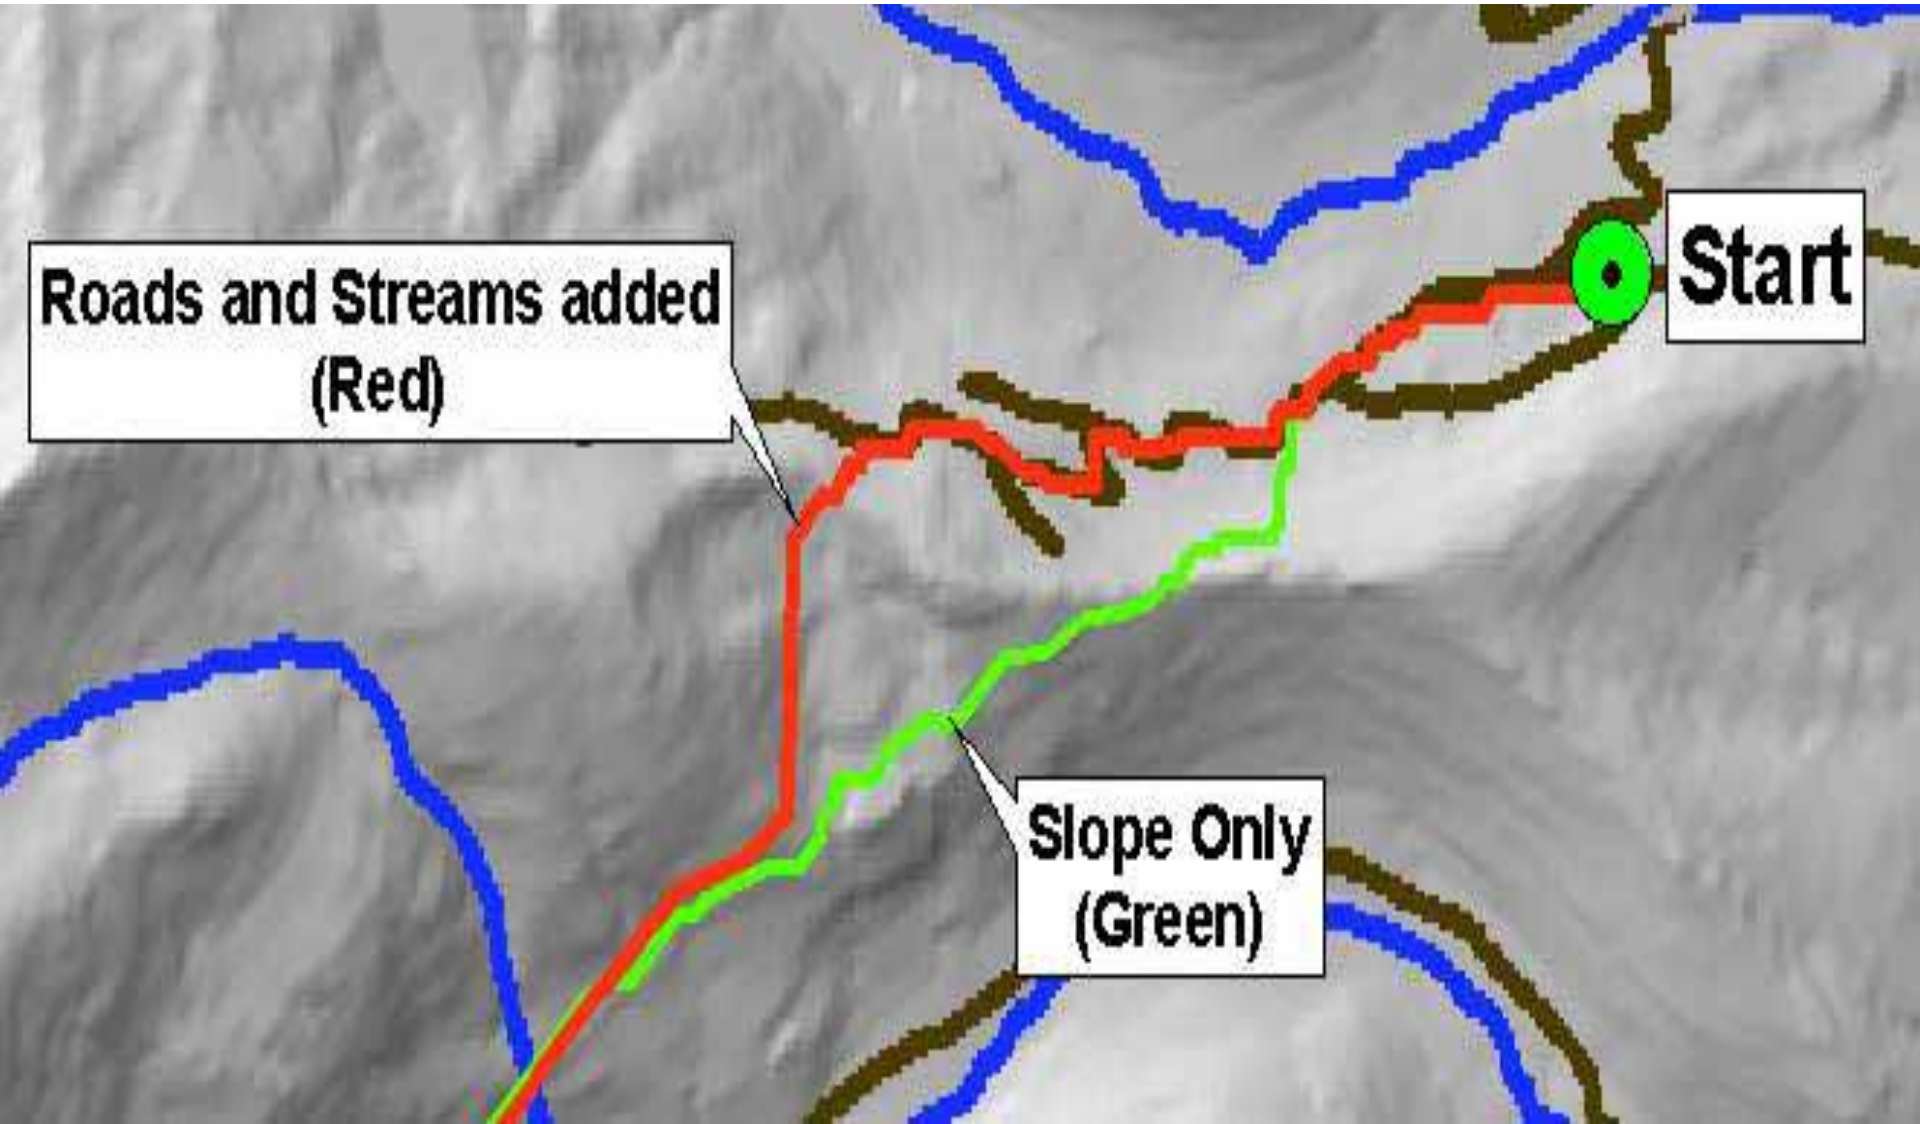 Start
Roads and Streams added
(Red)
Slope Only
(Green)